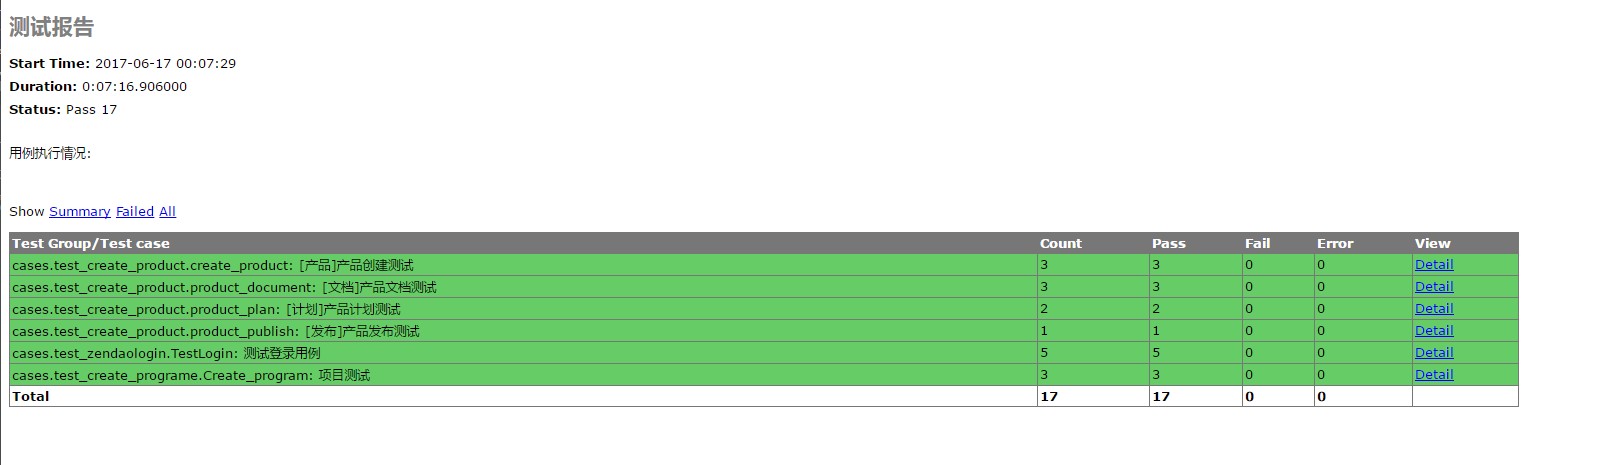 测试报告
Start Time: 2017-06-17 00:07:29
Duration: 0:07:16.906000
Status: Pass 17
用例执行情况:
Show Summary Failed All
Test Group/Test case Count Pass Fail Error View
cases.test_create_product.create_product: [产品]产品创建测试 3 3 0 0 Detail
cases.test_create_product.product_document: [文档]产品文档测试 3 3 0 0 Detail
cases.test_create_product.product_plan: [计划]产品计划测试 2 2 0 0 Detail
cases.test_create_product.product_publish: [发布]产品发布测试 1 1 0 0 Detail
cases.test_zendaologin.TestLogin: 测试登录用例 5 5 0 0 Detail
cases.test_create_programe.Create_program: 项目测试 3 3 0 0 Detail
Total 17 17 0 0